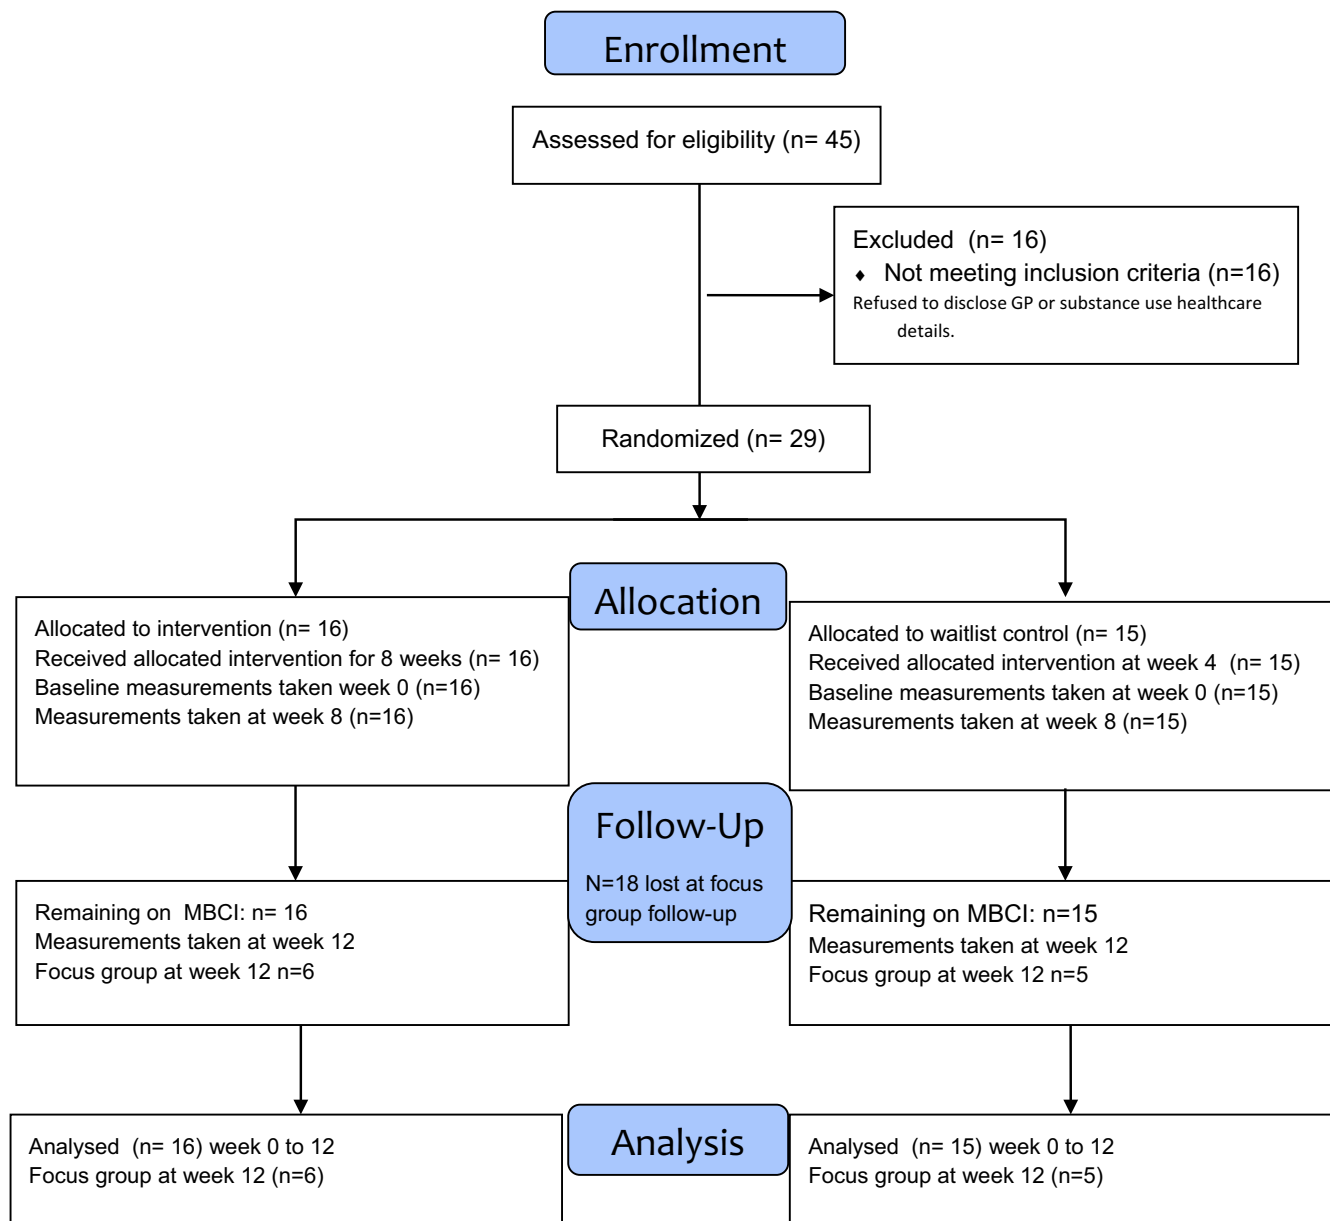 Enrollment
Assessed for eligibility (n= 45)
Excluded (n= 16)
♦ Not meeting inclusion criteria (n=16)
Refused to disclose GP or substance use healthcare
details.
Randomized (n= 29)
Allocation
Allocated to intervention (n= 16)
Received allocated intervention for 8 weeks (n= 16)
Baseline measurements taken week 0 (n=16)
Measurements taken at week 8 (n=16)
Allocated to waitlist control (n= 15)
Received allocated intervention at week 4 (n= 15)
Baseline measurements taken at week 0 (n=15)
Measurements taken at week 8 (n=15)
Follow-Up
N=18 lost at focus
group follow-up
Remaining on MBCI: n= 16
Measurements taken at week 12
Focus group at week 12 n=6
Remaining on MBCI: n=15
Measurements taken at week 12
Focus group at week 12 n=5
Analysis
Analysed (n= 16) week 0 to 12
Focus group at week 12 (n=6)
Analysed (n= 15) week 0 to 12
Focus group at week 12 (n=5)